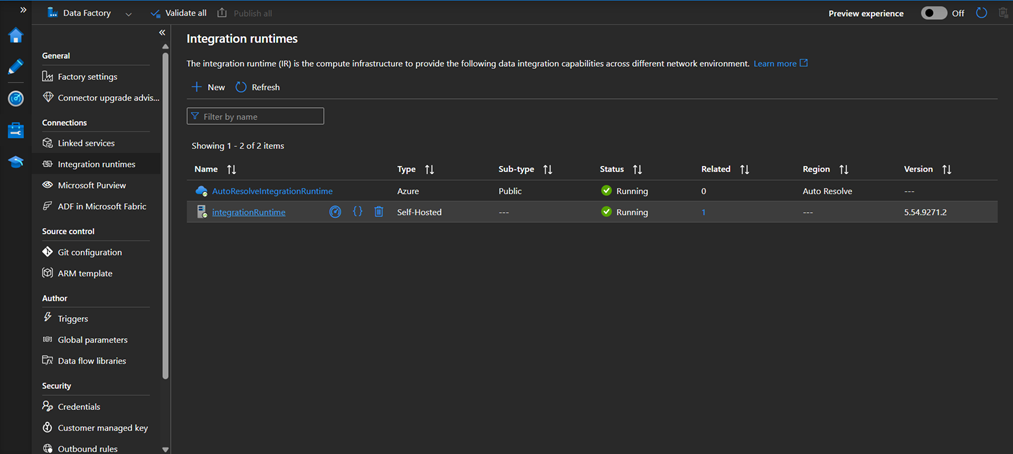 Data Factory
Validate all
Publish all
Preview experience
Off
General
Factory settings
Connector upgrade advis...
Connections
Linked services
Integration runtimes
Microsoft Purview
ADF in Microsoft Fabric
Source control
Git configuration
ARM template
Author
Triggers
Global parameters
Data flow libraries
Security
Credentials
Customer managed key
Outbound rules
Integration runtimes
The integration runtime (IR) is the compute infrastructure to provide the following data integration capabilities across different network environment. Learn more
New Refresh
Filter by name
Showing 1 - 2 of 2 items
Name Type Sub-type Status Related Region Version
AutoResolveIntegrationRuntime Azure Public Running 0 Auto Resolve ---
integrationRuntime Self-Hosted --- Running 1 --- 5.54.9271.2